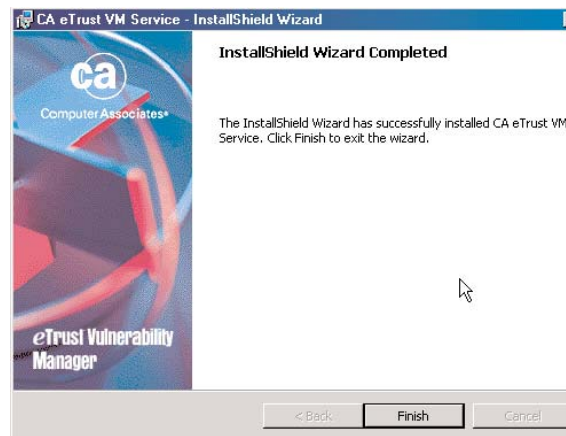 CA eTrust VM Service - InstallShield Wizard
ca
Computer Associates®
InstallShield Wizard Completed
The InstallShield Wizard has successfully installed CA eTrust VM
Service. Click Finish to exit the wizard.
eTrust Vulnerability
Manager
< Back
Finish
Cancel